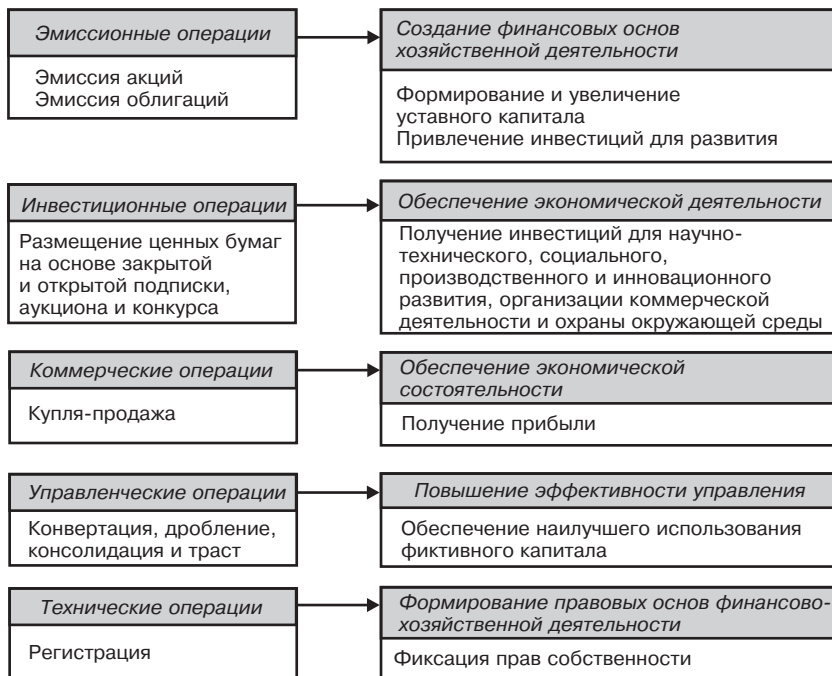 Эмиссионные операции
Эмиссия акций
Эмиссия облигаций
Создание финансовых основ
хозяйственной деятельности
Формирование и увеличение
уставного капитала
Привлечение инвестиций для развития
Инвестиционные операции
Размещение ценных бумаг
на основе закрытой
и открытой подписки,
аукциона и конкурса
Обеспечение экономической деятельности
Получение инвестиций для научно-
технического, социального,
производственного и инновационного
развития, организации коммерческой
деятельности и охраны окружающей среды
Коммерческие операции
Купля-продажа
Обеспечение экономической
состоятельности
Получение прибыли
Управленческие операции
Конвертация, дробление,
консолидация и траст
Повышение эффективности управления
Обеспечение наилучшего использования
фиктивного капитала
Технические операции
Регистрация
Формирование правовых основ финансово-
хозяйственной деятельности
Фиксация прав собственности